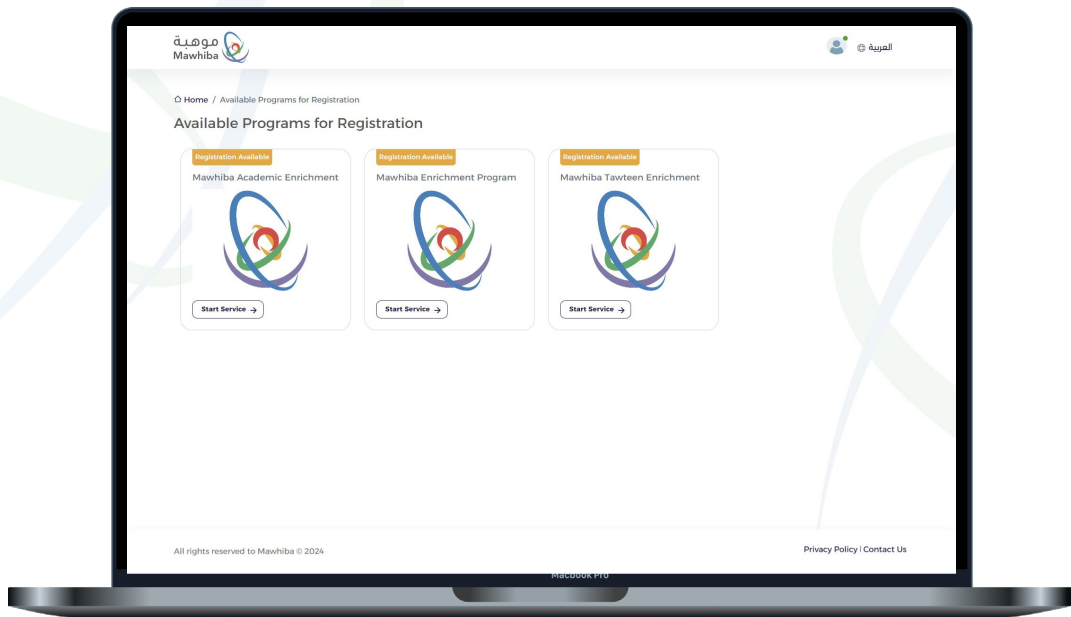 موهبة
Mawhiba
العربية
Home / Available Programs for Registration
Available Programs for Registration
Registration Available
Mawhiba Academic Enrichment
Start Service →
Registration Available
Mawhiba Enrichment Program
Start Service →
Registration Available
Mawhiba Tawteen Enrichment
Start Service →
All rights reserved to Mawhiba © 2024
Privacy Policy | Contact Us
Macbook Pro